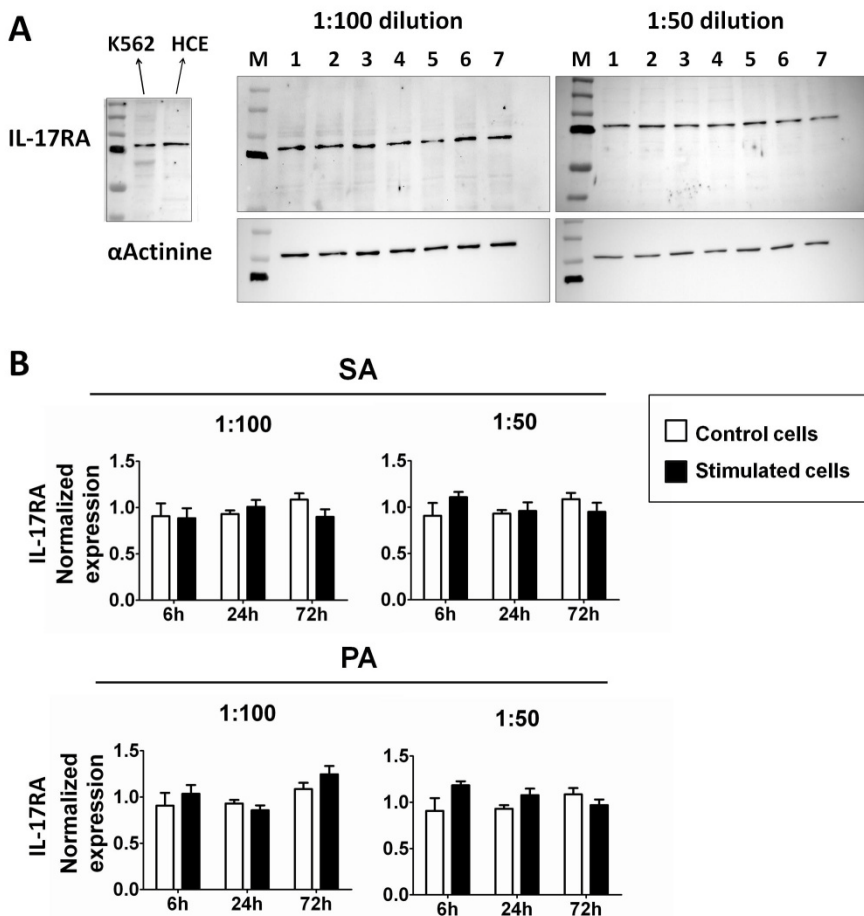 A
K562 HCE
1:100 dilution
1:50 dilution
M 1 2 3 4 5 6 7
M 1 2 3 4 5 6 7
IL-17RA
αActinine
B
SA
1:100
1:50
Control cells
Stimulated cells
IL-17RA
Normalized
expression
1.5
1.0
0.5
0.0
6h 24h 72h
1.5
1.0
0.5
0.0
6h 24h 72h
PA
1:100
1:50
IL-17RA
Normalized
expression
1.5
1.0
0.5
0.0
6h 24h 72h
1.5
1.0
0.5
0.0
6h 24h 72h